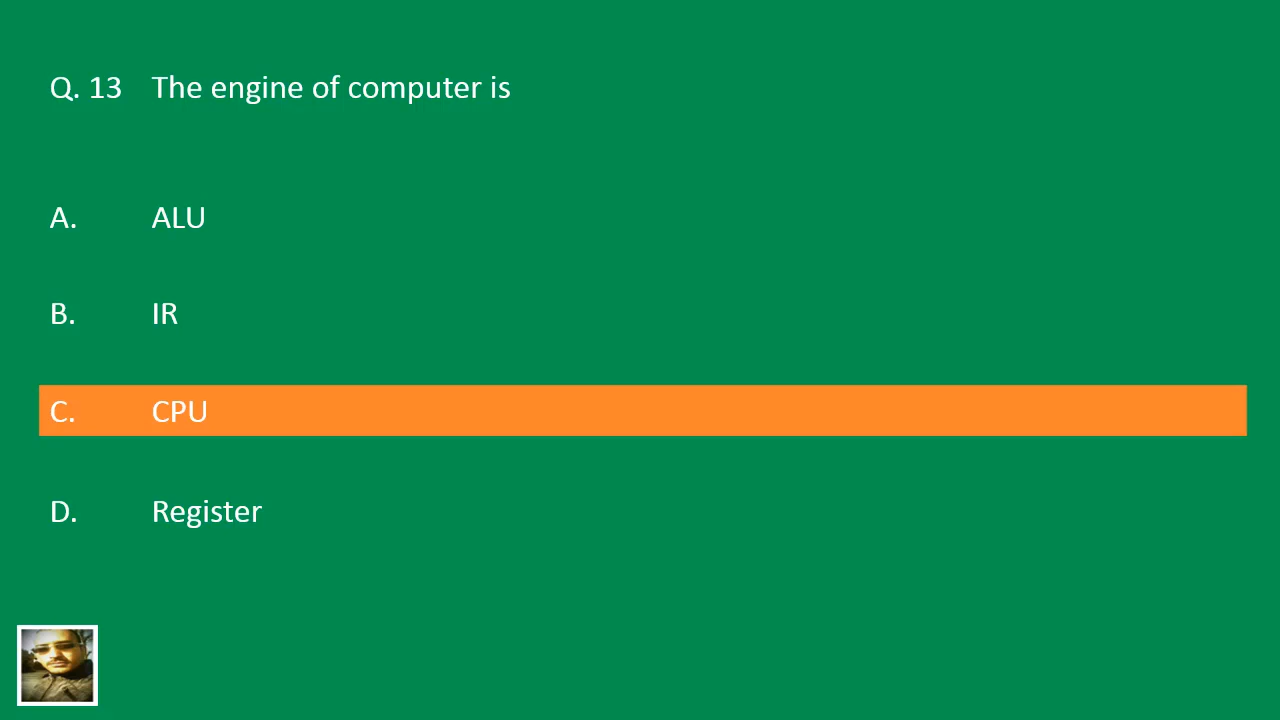 Q. 13 The engine of computer is
A. ALU
B. IR
C. CPU
D. Register